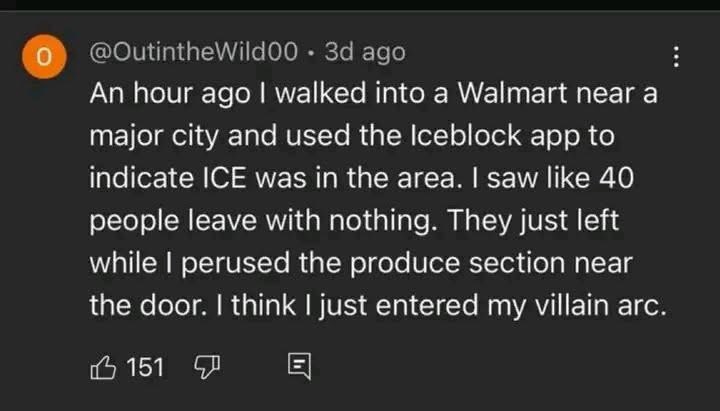 O
@OutintheWild00 · 3d ago
An hour ago I walked into a Walmart near a
major city and used the Iceblock app to
indicate ICE was in the area. I saw like 40
people leave with nothing. They just left
while I perused the produce section near
the door. I think I just entered my villain arc.
151